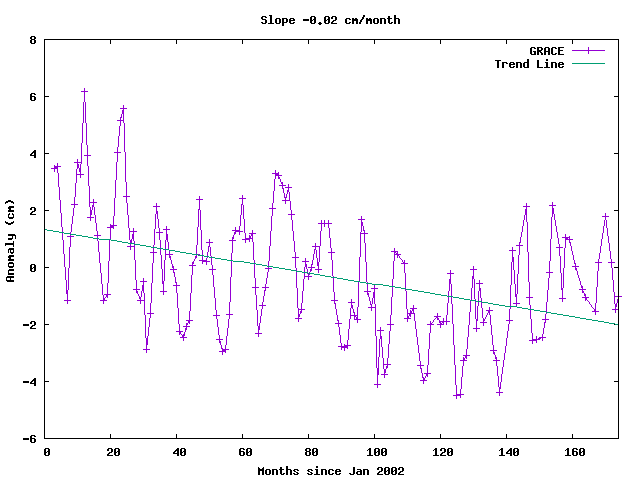 Slope -0.02 cm/month
GRACE
Trend Line
8
6
4
2
0
-2
-4
-6
Anomaly (cm)
0 20 40 60 80 100 120 140 160
Months since Jan 2002